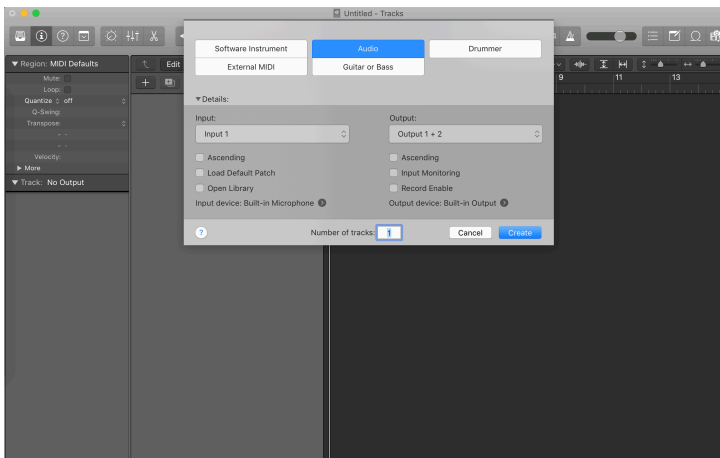 Untitled - Tracks
Software Instrument
Audio
Drummer
External MIDI
Guitar or Bass
Details:
Input:
Output:
Input 1
Output 1 + 2
Ascending
Ascending
Load Default Patch
Input Monitoring
Open Library
Record Enable
Input device: Built-in Microphone
Output device: Built-in Output
?
Number of tracks: 1
Cancel
Create
Region: MIDI Defaults
Mute:
Loop:
Quantize off
Q-Swing:
Transpose:
- -
- -
Velocity:
More
Track: No Output
Edit
9 11 13